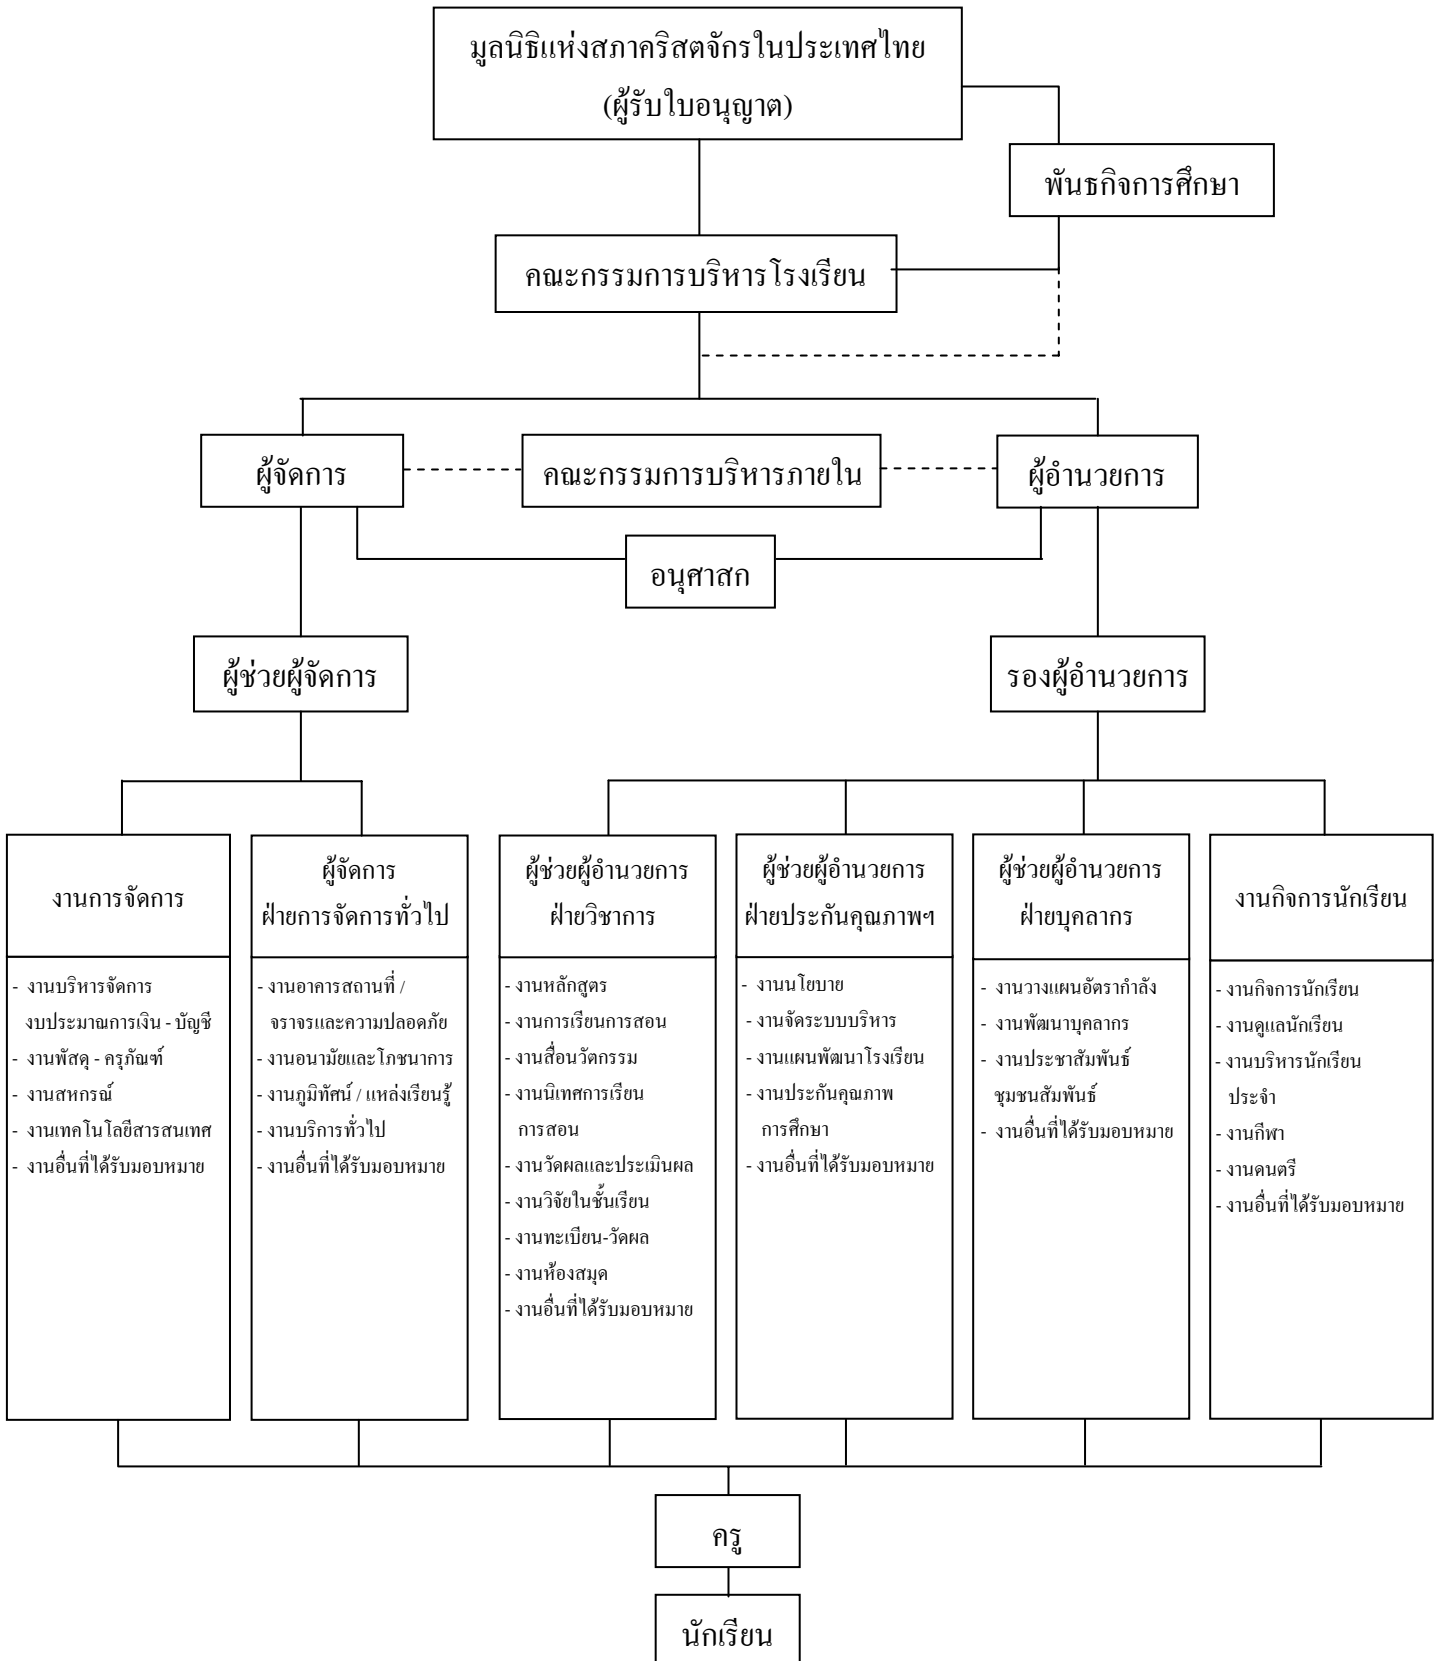 มูลนิธิแห่งสภาคริสตจักรในประเทศไทย
(ผู้รับใบอนุญาต)
พันธกิจการศึกษา
คณะกรรมการบริหารโรงเรียน
ผู้จัดการ
คณะกรรมการบริหารภายใน
ผู้อำนวยการ
อนุศาสก
ผู้ช่วยผู้จัดการ
รองผู้อำนวยการ
งานการจัดการ
- งานบริหารจัดการ
งบประมาณการเงิน - บัญชี
- งานพัสดุ - ครุภัณฑ์
- งานสหกรณ์
- งานเทคโนโลยีสารสนเทศ
- งานอื่นที่ได้รับมอบหมาย
ผู้จัดการ
ฝ่ายการจัดการทั่วไป
- งานอาคารสถานที่ /
จราจรและความปลอดภัย
- งานอนามัยและโภชนาการ
- งานภูมิทัศน์ / แหล่งเรียนรู้
- งานบริการทั่วไป
- งานอื่นที่ได้รับมอบหมาย
ผู้ช่วยผู้อำนวยการ
ฝ่ายวิชาการ
- งานหลักสูตร
- งานการเรียนการสอน
- งานสื่อนวัตกรรม
- งานนิเทศการเรียน
การสอน
- งานวัดผลและประเมินผล
- งานวิจัยในชั้นเรียน
- งานทะเบียน-วัดผล
- งานห้องสมุด
- งานอื่นที่ได้รับมอบหมาย
ผู้ช่วยผู้อำนวยการ
ฝ่ายประกันคุณภาพฯ
- งานนโยบาย
- งานจัดระบบบริหาร
- งานแผนพัฒนาโรงเรียน
- งานประกันคุณภาพ
การศึกษา
- งานอื่นที่ได้รับมอบหมาย
ผู้ช่วยผู้อำนวยการ
ฝ่ายบุคลากร
- งานวางแผนอัตรากำลัง
- งานพัฒนาบุคลากร
- งานประชาสัมพันธ์
ชุมชนสัมพันธ์
- งานอื่นที่ได้รับมอบหมาย
งานกิจการนักเรียน
- งานกิจการนักเรียน
- งานดูแลนักเรียน
- งานบริหารนักเรียน
ประจำ
- งานกีฬา
- งานดนตรี
- งานอื่นที่ได้รับมอบหมาย
ครู
นักเรียน